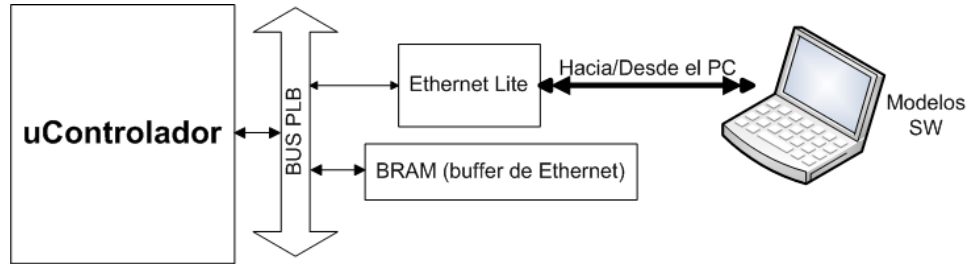 uControlador
BUS PLB
Ethernet Lite
Hacia/Desde el PC
BRAM (buffer de Ethernet)
Modelos
SW